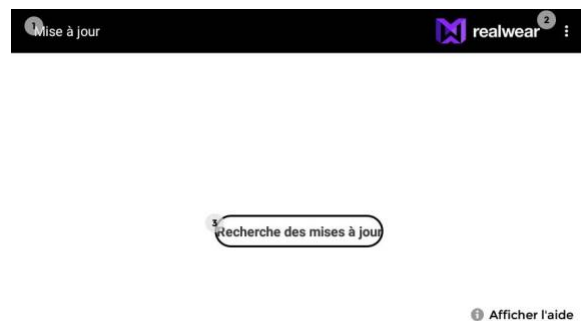 1 Mise à jour
realwear 2
3 Recherche des mises à jour
Afficher l'aide